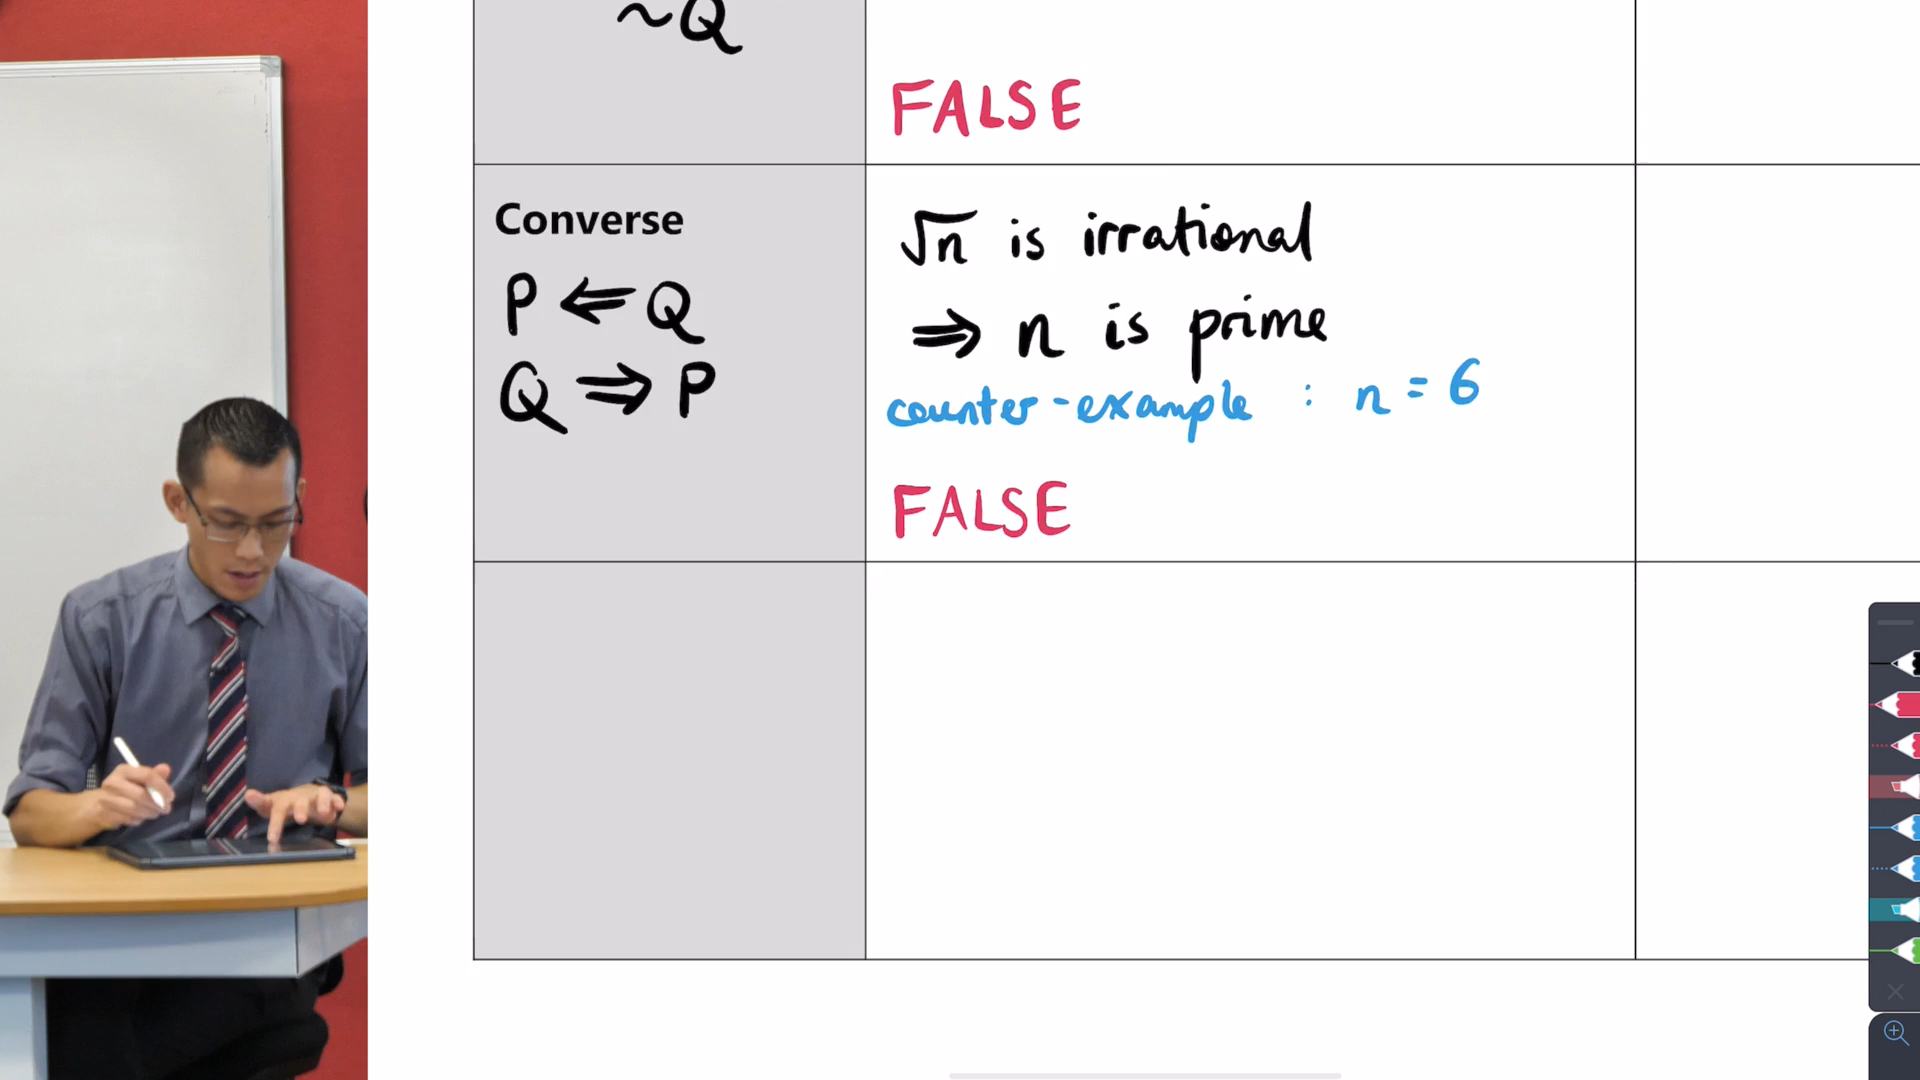 ~Q
FALSE
Converse
P ⇐ Q
Q ⇒ P
√n is irrational
⇒ n is prime
counter-example : n = 6
FALSE